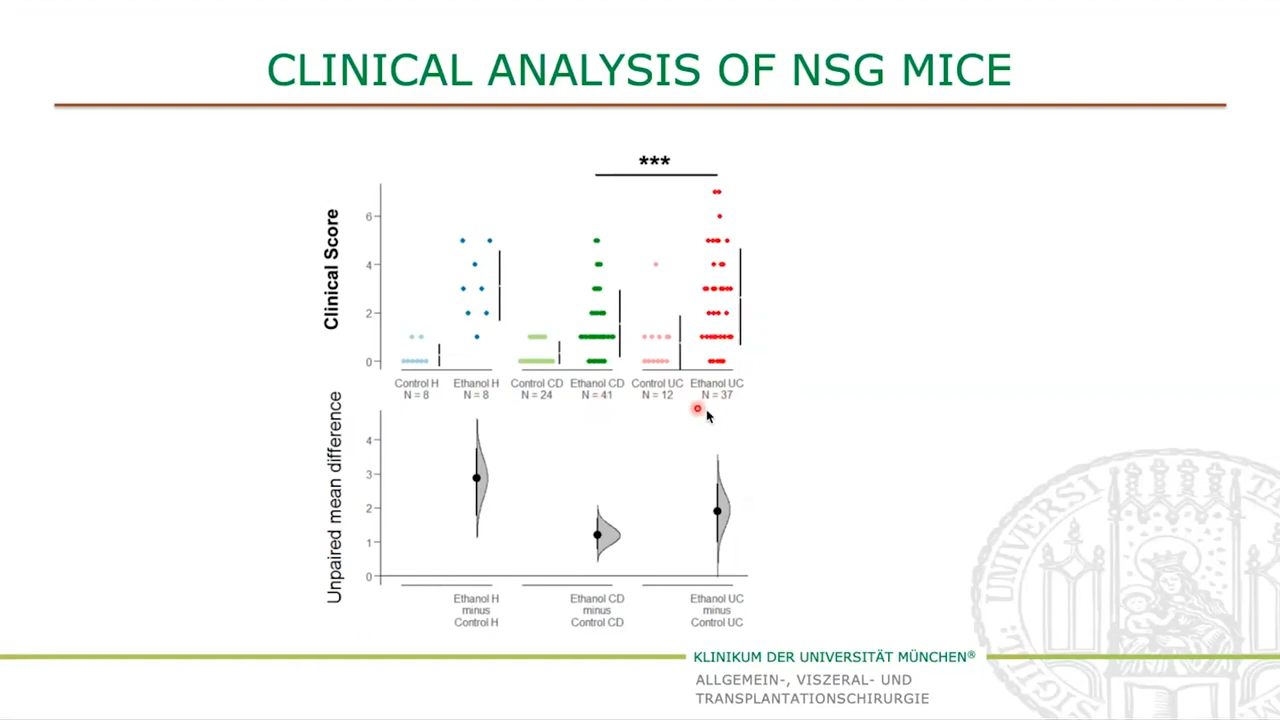 CLINICAL ANALYSIS OF NSG MICE
***
Clinical Score
6
4
2
0
Control H
N = 8
Ethanol H
N = 8
Control CD
N = 24
Ethanol CD
N = 41
Control UC
N = 12
Ethanol UC
N = 37
Unpaired mean difference
4
3
2
1
0
Ethanol H
minus
Control H
Ethanol CD
minus
Control CD
Ethanol UC
minus
Control UC
KLINIKUM DER UNIVERSITÄT MÜNCHEN®
ALLGEMEIN-, VISZERAL- UND
TRANSPLANTATIONSCHIRURGIE
SIGIL UNIVERSI